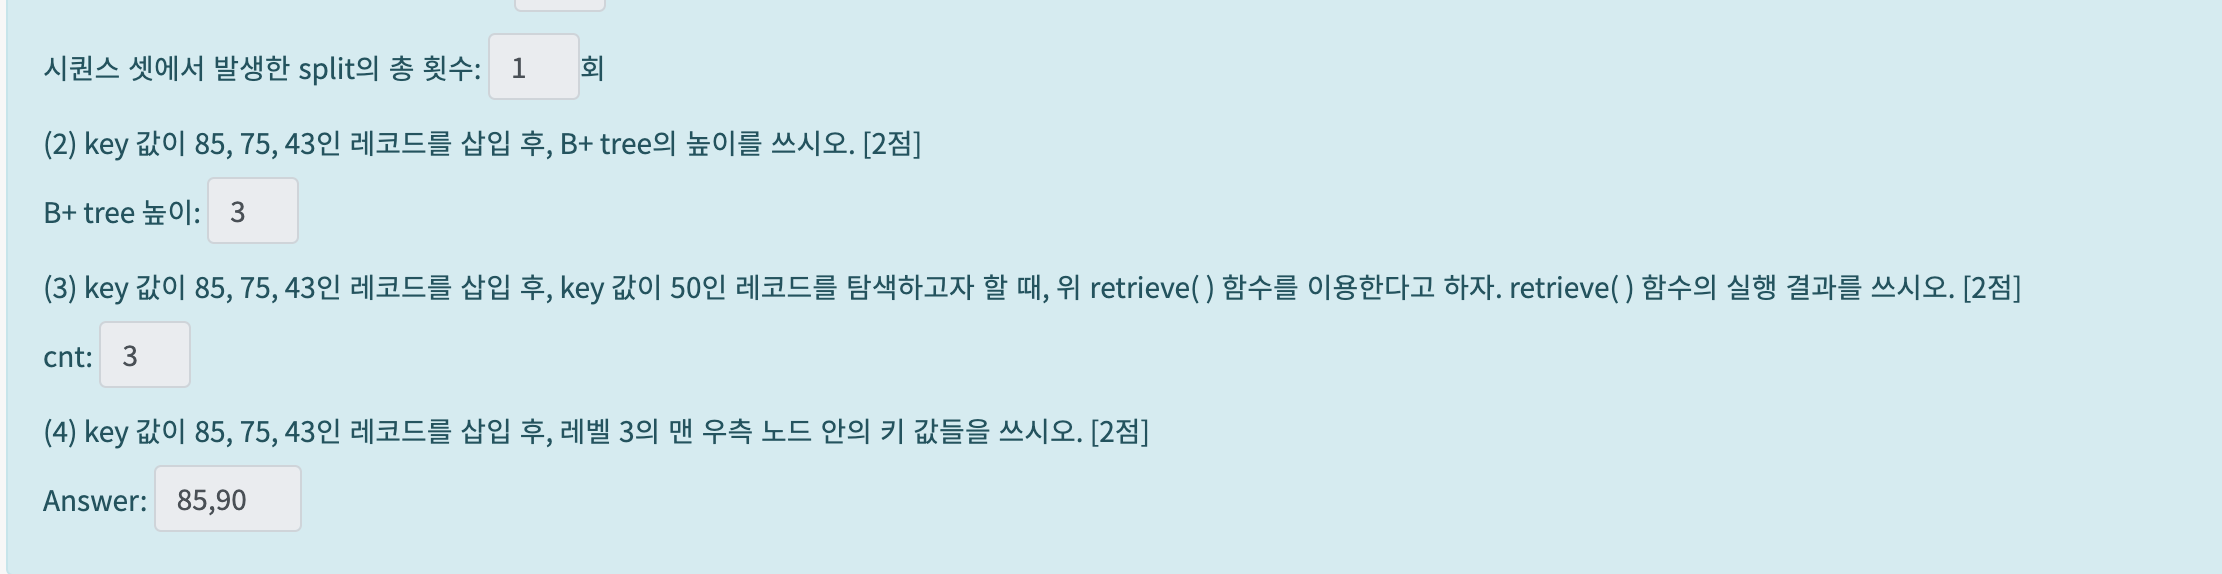 시퀀스 셋에서 발생한 split의 총 횟수: 1 회
(2) key 값이 85, 75, 43인 레코드를 삽입 후, B+ tree의 높이를 쓰시오. [2점]
B+ tree 높이: 3
(3) key 값이 85, 75, 43인 레코드를 삽입 후, key 값이 50인 레코드를 탐색하고자 할 때, 위 retrieve( ) 함수를 이용한다고 하자. retrieve( ) 함수의 실행 결과를 쓰시오. [2점]
cnt: 3
(4) key 값이 85, 75, 43인 레코드를 삽입 후, 레벨 3의 맨 우측 노드 안의 키 값들을 쓰시오. [2점]
Answer: 85,90